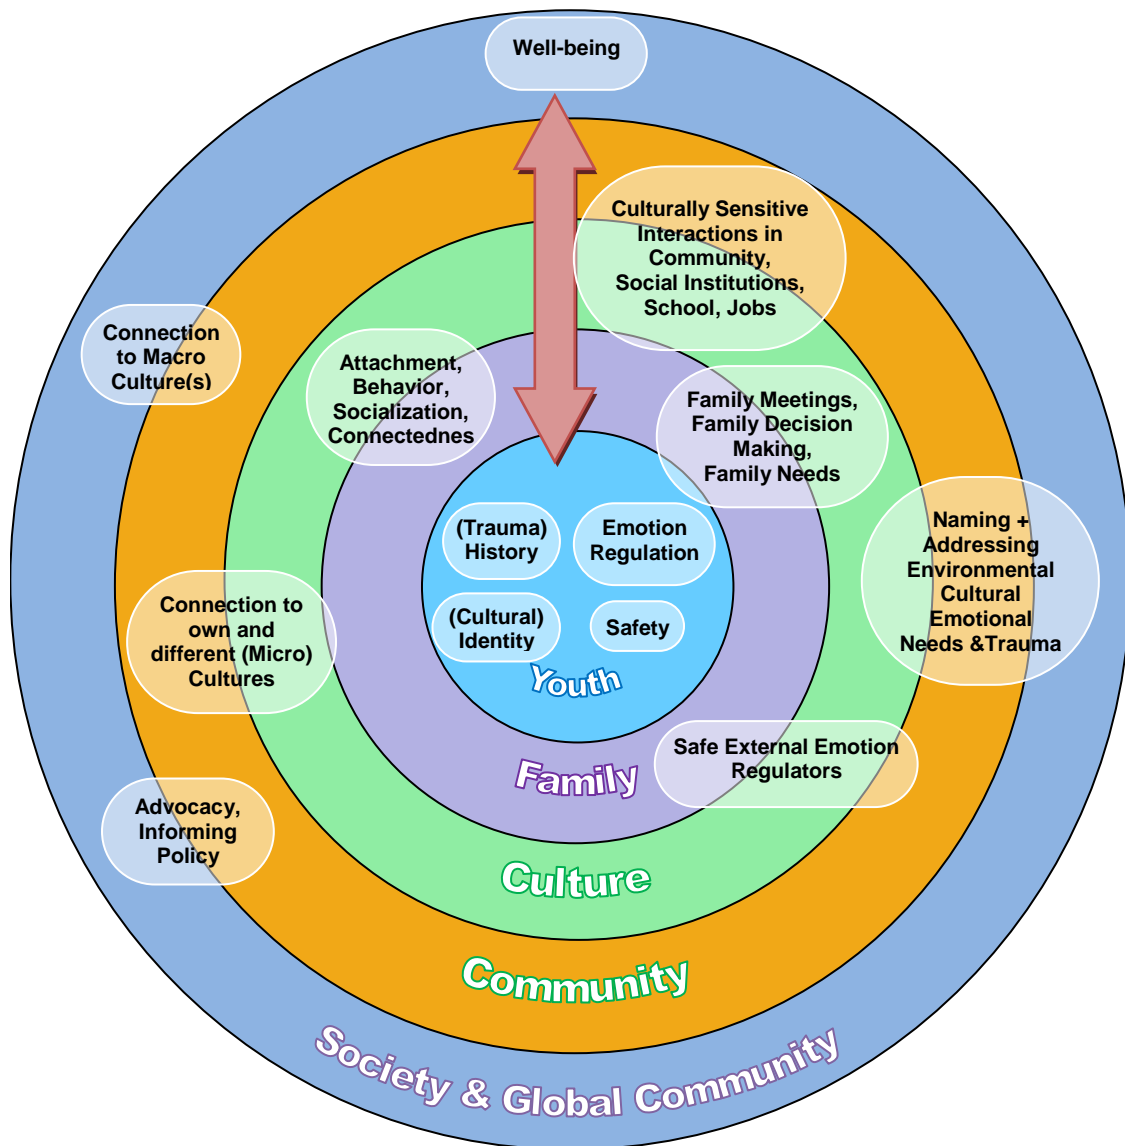 Well-being
Culturally Sensitive
Interactions in
Community,
Social Institutions,
School, Jobs
Connection
to Macro
Culture(s)
Attachment,
Behavior,
Socialization,
Connectednes
Family Meetings,
Family Decision
Making,
Family Needs
(Trauma)
History
Emotion
Regulation
Naming +
Addressing
Environmental
Cultural
Emotional
Needs &Trauma
Connection to
own and
different (Micro)
Cultures
(Cultural)
Identity
Safety
Youth
Safe External Emotion
Regulators
Family
Advocacy,
Informing
Policy
Culture
Community
Society & Global Community